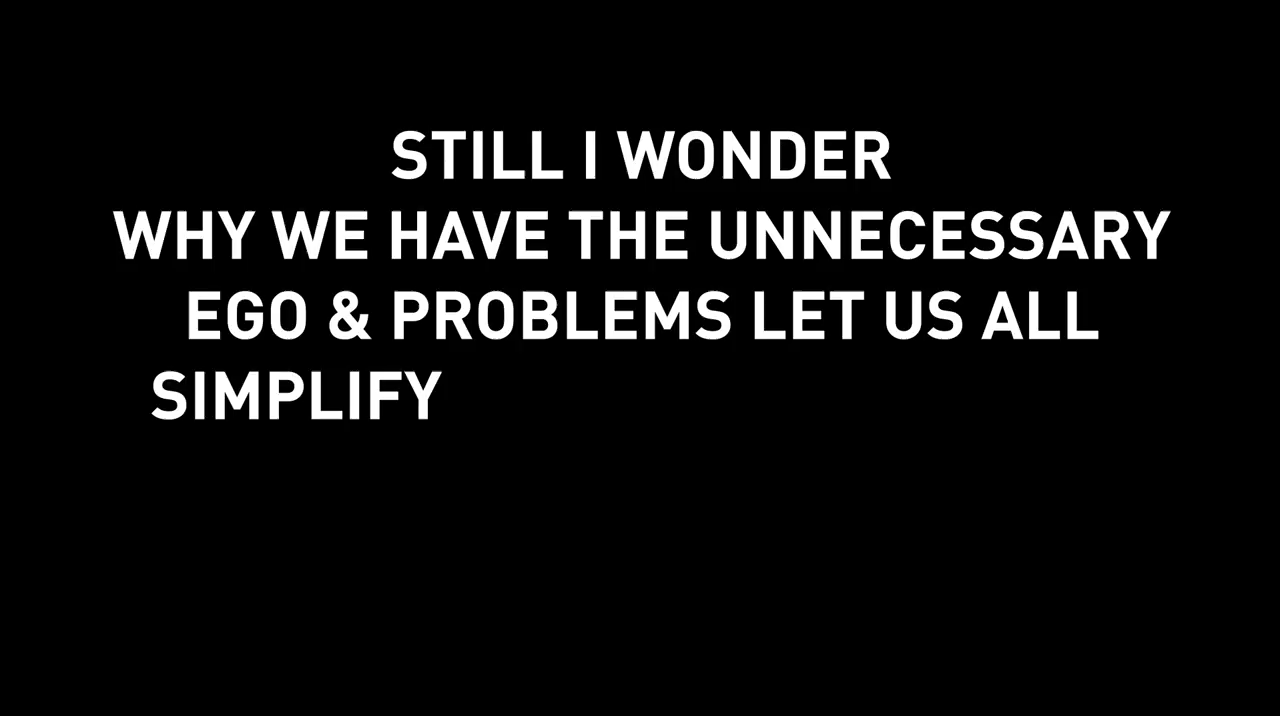 STILL I WONDER
WHY WE HAVE THE UNNECESSARY
EGO & PROBLEMS LET US ALL
SIMPLIFY